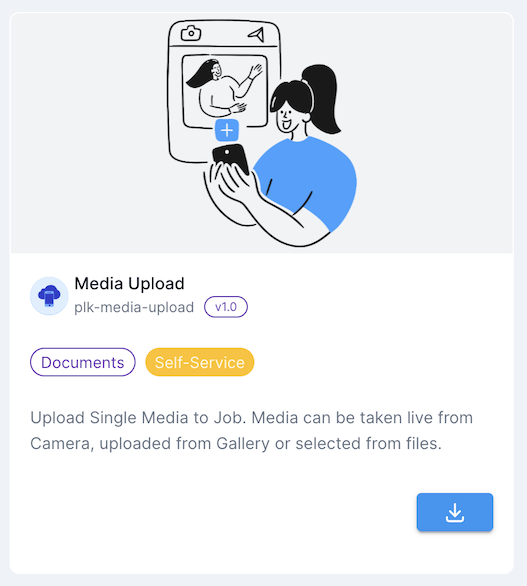 Media Upload
plk-media-upload v1.0
Documents Self-Service
Upload Single Media to Job. Media can be taken live from
Camera, uploaded from Gallery or selected from files.